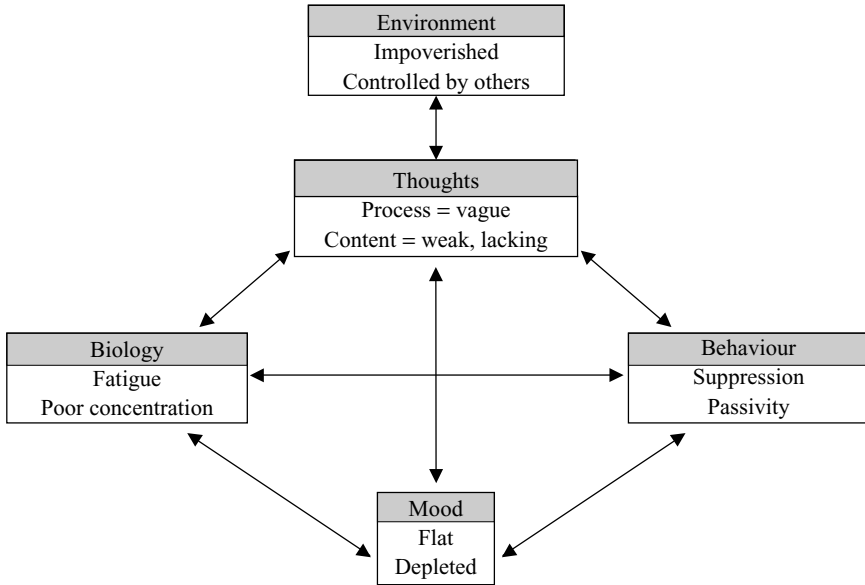 Environment
Impoverished
Controlled by others
Thoughts
Process = vague
Content = weak, lacking
Biology
Fatigue
Poor concentration
Behaviour
Suppression
Passivity
Mood
Flat
Depleted